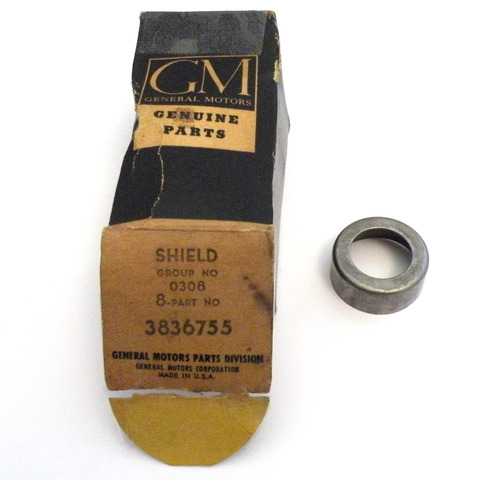 GM
GENERAL MOTORS
GENUINE
PARTS
SHIELD
GROUP NO
0308
8-PART NO
3836755
GENERAL MOTORS PARTS DIVISION
GENERAL MOTORS CORPORATION
MADE IN U.S.A.